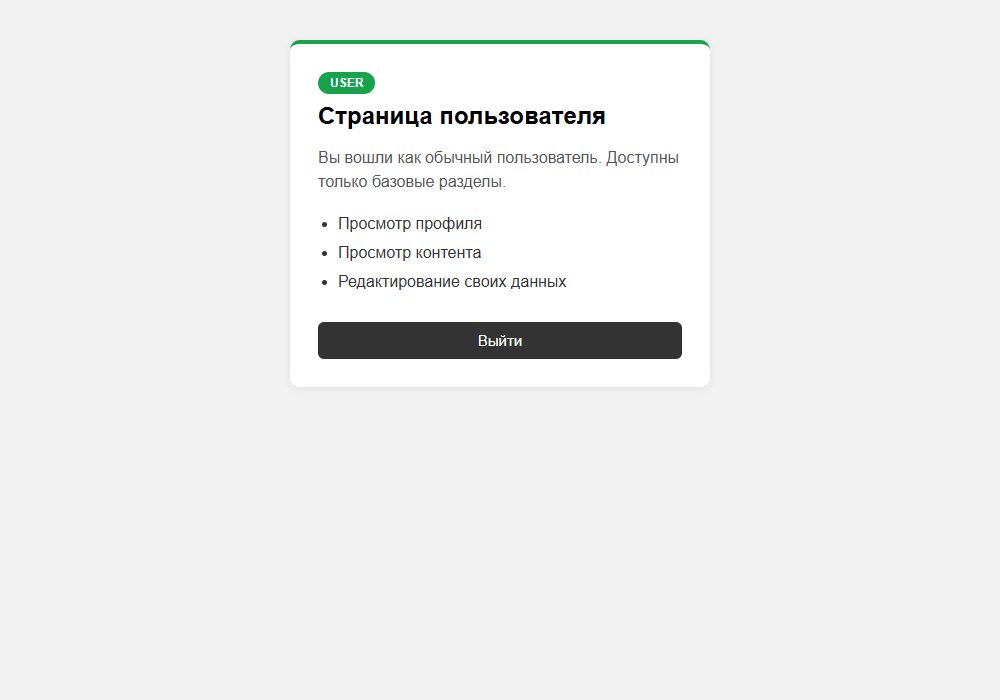 USER
Страница пользователя
Вы вошли как обычный пользователь. Доступны
только базовые разделы.
Просмотр профиля
Просмотр контента
Редактирование своих данных
Выйти